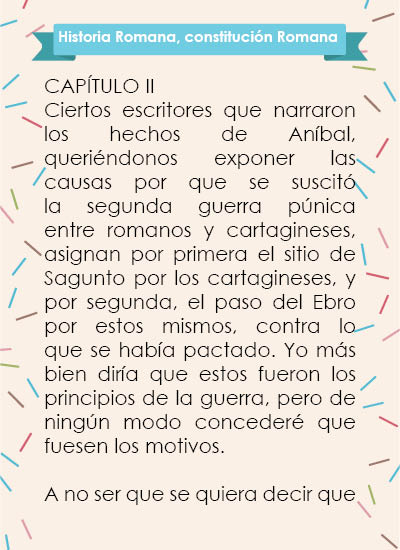 Historia Romana, constitución Romana
CAPÍTULO II
Ciertos escritores que narraron
los hechos de Aníbal,
queriéndonos exponer las
causas por que se suscitó
la segunda guerra púnica
entre romanos y cartagineses,
asignan por primera el sitio de
Sagunto por los cartagineses, y
por segunda, el paso del Ebro
por estos mismos, contra lo
que se había pactado. Yo más
bien diría que estos fueron los
principios de la guerra, pero de
ningún modo concederé que
fuesen los motivos.
A no ser que se quiera decir que